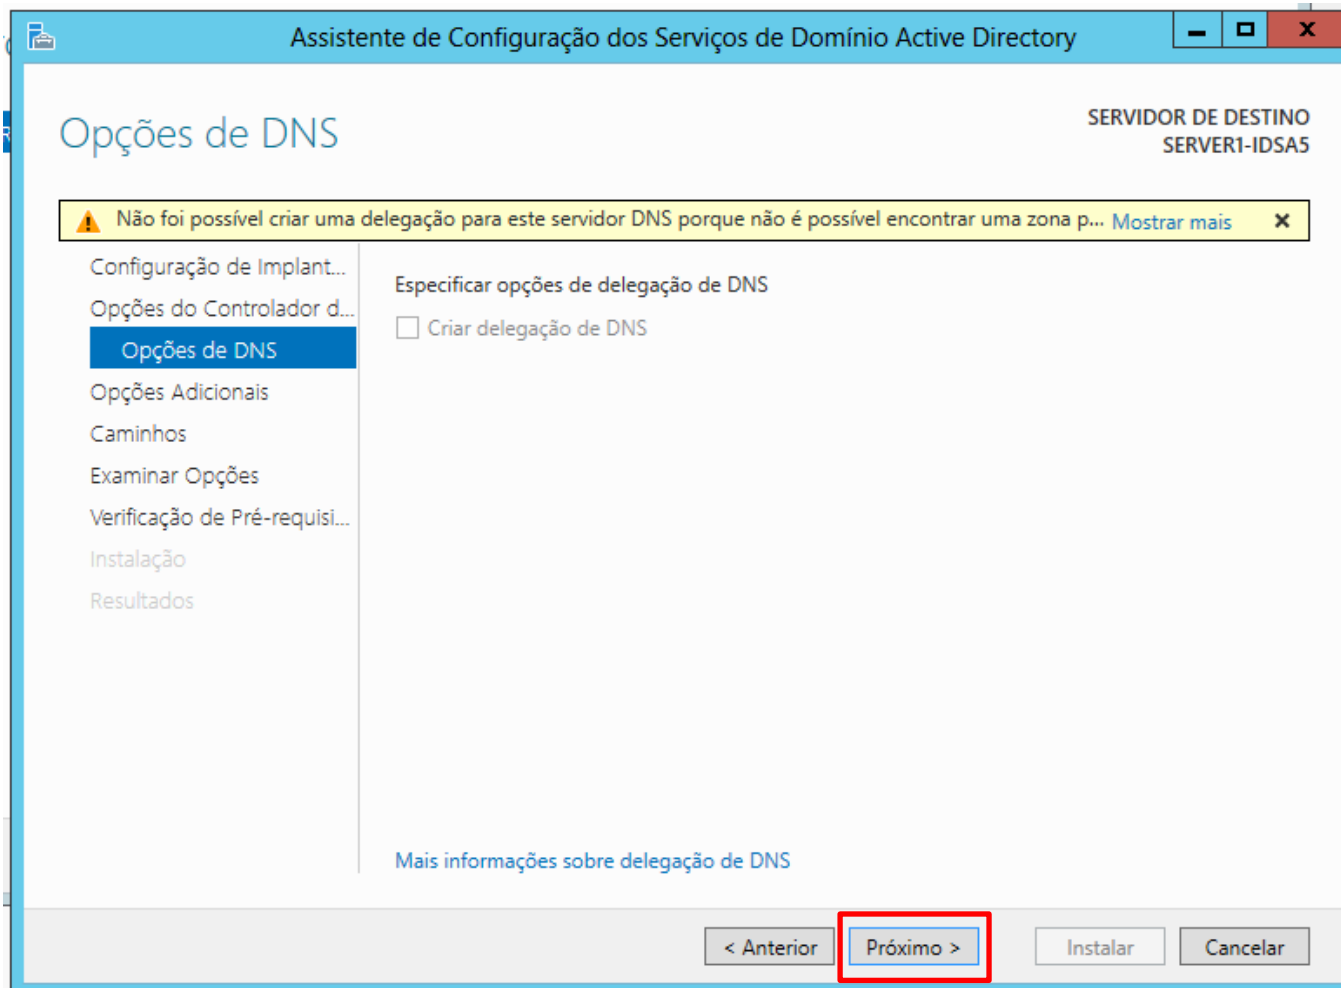 Assistente de Configuração dos Serviços de Domínio Active Directory
Opções de DNS
SERVIDOR DE DESTINO
SERVER1-IDSA5
Não foi possível criar uma delegação para este servidor DNS porque não é possível encontrar uma zona p... Mostrar mais
Configuração de Implant...
Opções do Controlador d...
Opções de DNS
Opções Adicionais
Caminhos
Examinar Opções
Verificação de Pré-requisi...
Instalação
Resultados
Especificar opções de delegação de DNS
Criar delegação de DNS
Mais informações sobre delegação de DNS
< Anterior
Próximo >
Instalar
Cancelar